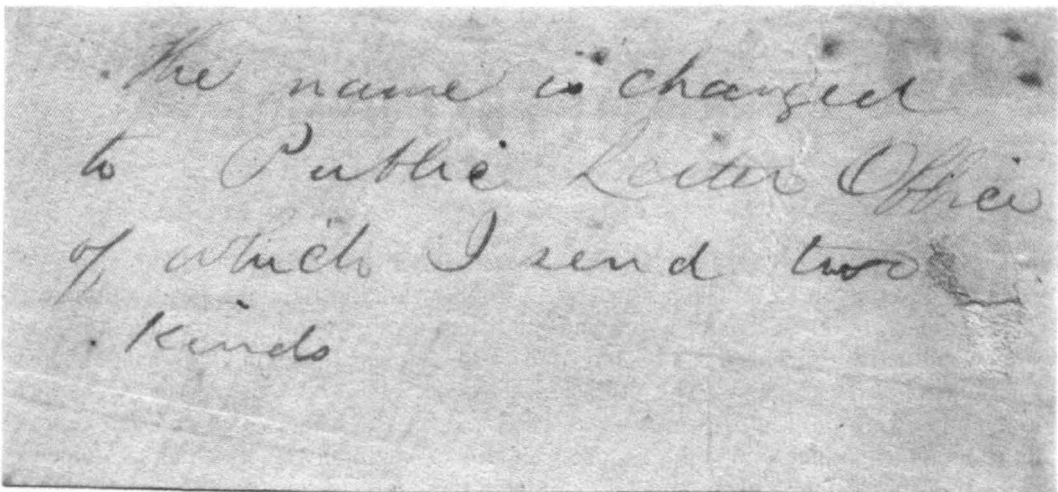 the name is changed
to Public Letter Office
of which I send two
Kinds